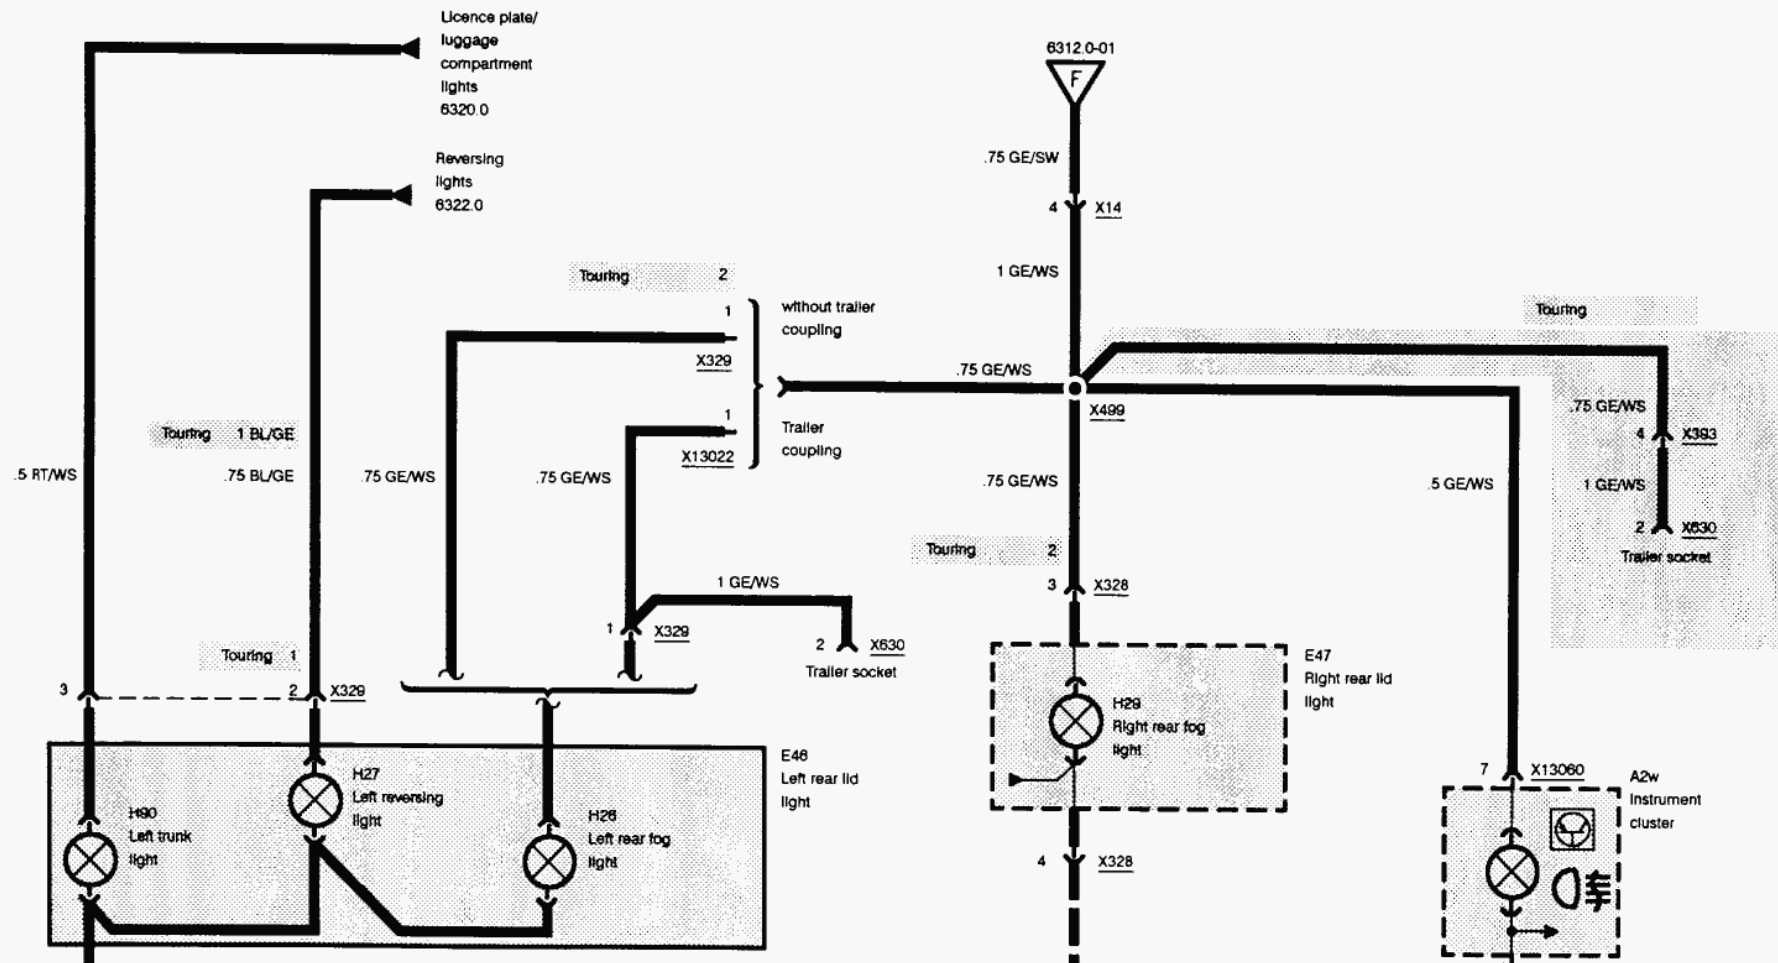 Licence plate/
luggage
compartment
lights
6320.0
Reversing
lights
6322.0
6312.0-01
F
.75 GE/SW
4 X14
1 GE/WS
Touring 2
1
without trailer
coupling
X329
.75 GE/WS
X499
1
Trailer
coupling
X13022
Touring
.75 GE/WS
4 X393
1 GE/WS
2 X630
Trailer socket
Touring 1 BL/GE
.5 RT/WS
.75 BL/GE
.75 GE/WS
.75 GE/WS
.75 GE/WS
.5 GE/WS
Touring 2
3 X328
1 GE/WS
1 X329
2 X630
Trailer socket
Touring 1
3
2 X329
E47
Right rear lid
light
H29
Right rear fog
light
4 X328
E46
Left rear lid
light
H27
Left reversing
light
H90
Left trunk
light
H26
Left rear fog
light
7 X13060
A2w
Instrument
cluster